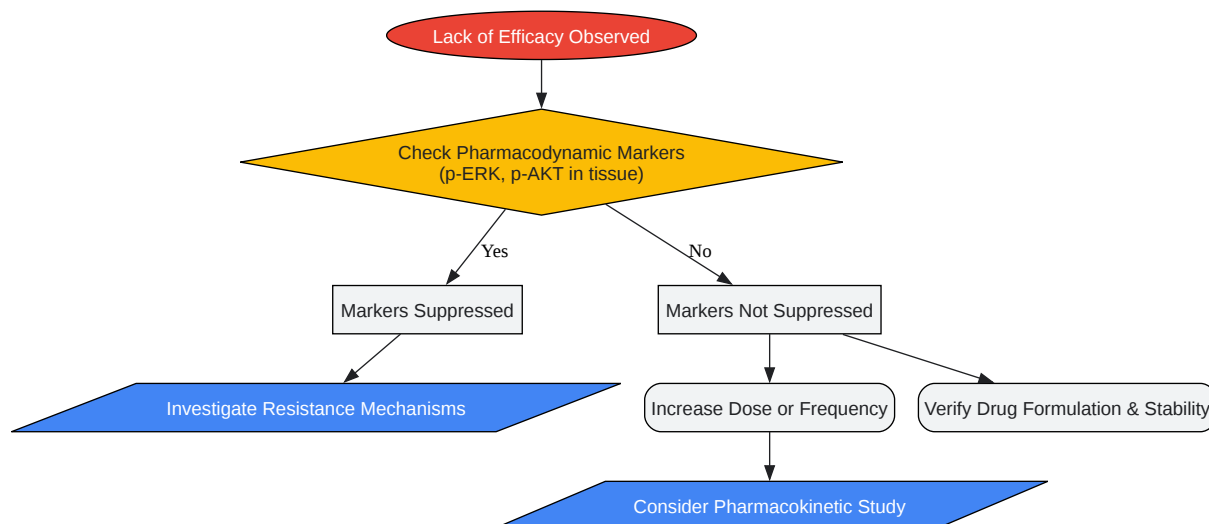 Lack of Efficacy Observed
Check Pharmacodynamic Markers
(p-ERK, p-AKT in tissue)
Yes
No
Markers Suppressed
Markers Not Suppressed
Investigate Resistance Mechanisms
Increase Dose or Frequency
Verify Drug Formulation & Stability
Consider Pharmacokinetic Study